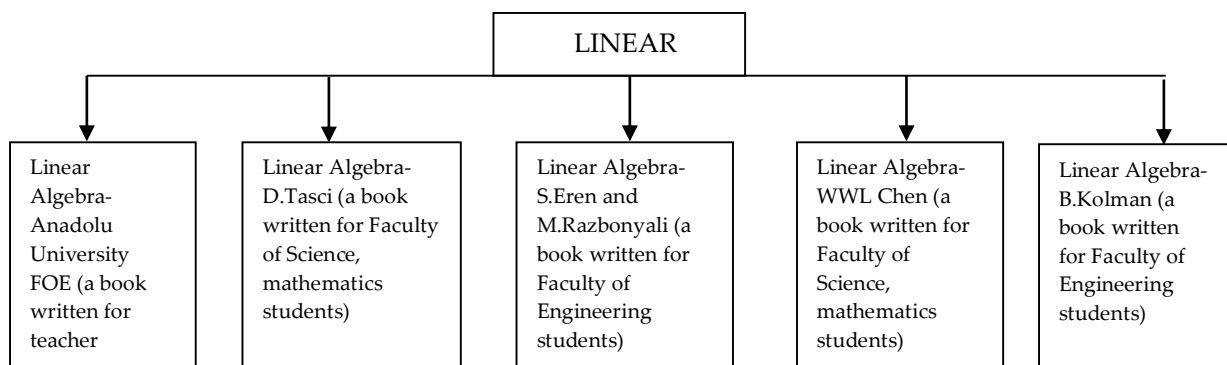 LINEAR
Linear
Algebra-
Anadolu
University
FOE (a book
written for
teacher
Linear Algebra-
D.Tasci (a book
written for Faculty
of Science,
mathematics
students)
Linear Algebra-
S.Eren and
M.Razbonyali (a
book written for
Faculty of
Engineering
students)
Linear Algebra-
WWL Chen (a
book written for
Faculty of
Science,
mathematics
students)
Linear Algebra-
B.Kolman (a
book written
for Faculty of
Engineering
students)